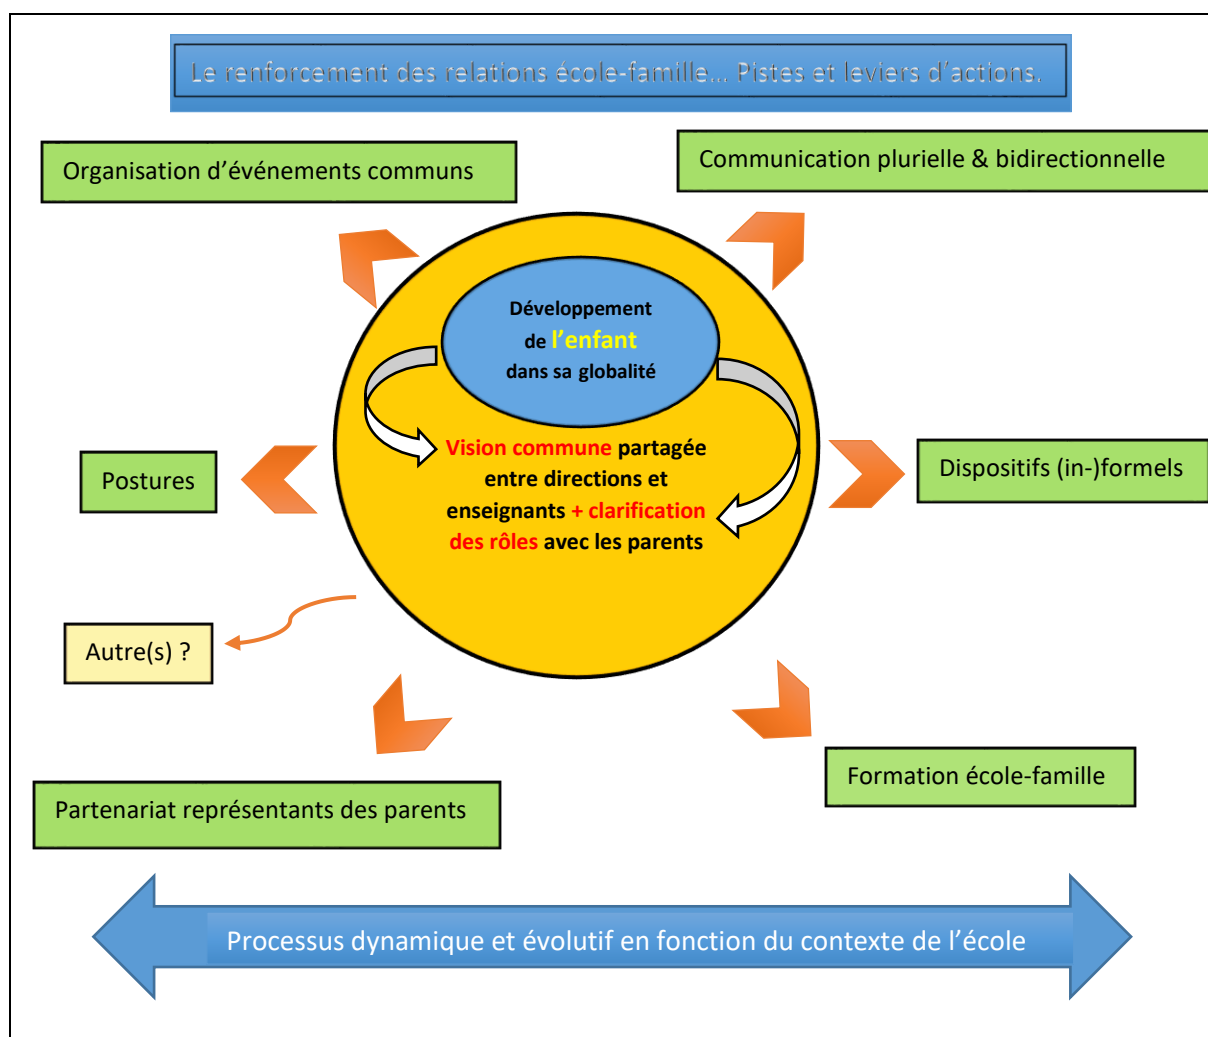 Le renforcement des relations école-famille… Pistes et leviers d’actions.
Organisation d’événements communs
Communication plurielle & bidirectionnelle
Développement
de l’enfant
dans sa globalité
Vision commune partagée
entre directions et
enseignants + clarification
des rôles avec les parents
Postures
Dispositifs (in-)formels
Autre(s) ?
Partenariat représentants des parents
Formation école-famille
Processus dynamique et évolutif en fonction du contexte de l’école